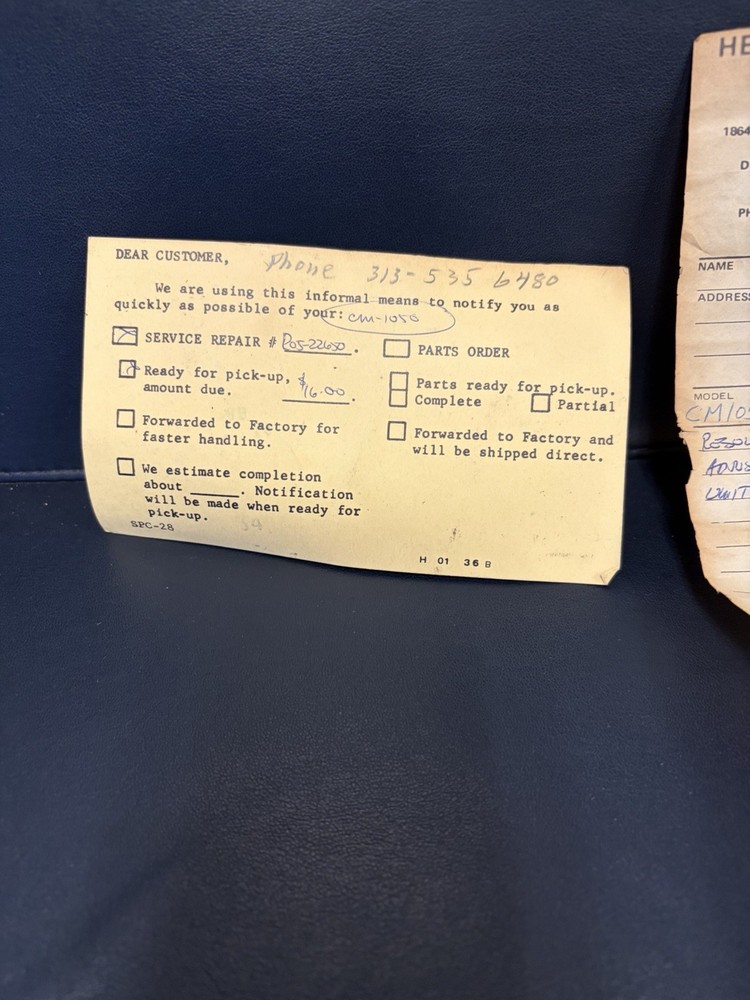 DEAR CUSTOMER, Phone 313-535 6480
We are using this informal means to notify you as
quickly as possible of your: CM-1050
SERVICE REPAIR # R05-22650.
Ready for pick-up,
amount due. $16.00.
Forwarded to Factory for
faster handling.
We estimate completion
about ______. Notification
will be made when ready for
pick-up.
SPC-28
PARTS ORDER
Parts ready for pick-up.
Complete Partial
Forwarded to Factory and
will be shipped direct.
H 01 36 B
HE
1864
D
PH
NAME
ADDRESS
MODEL
CM/05
UNIT